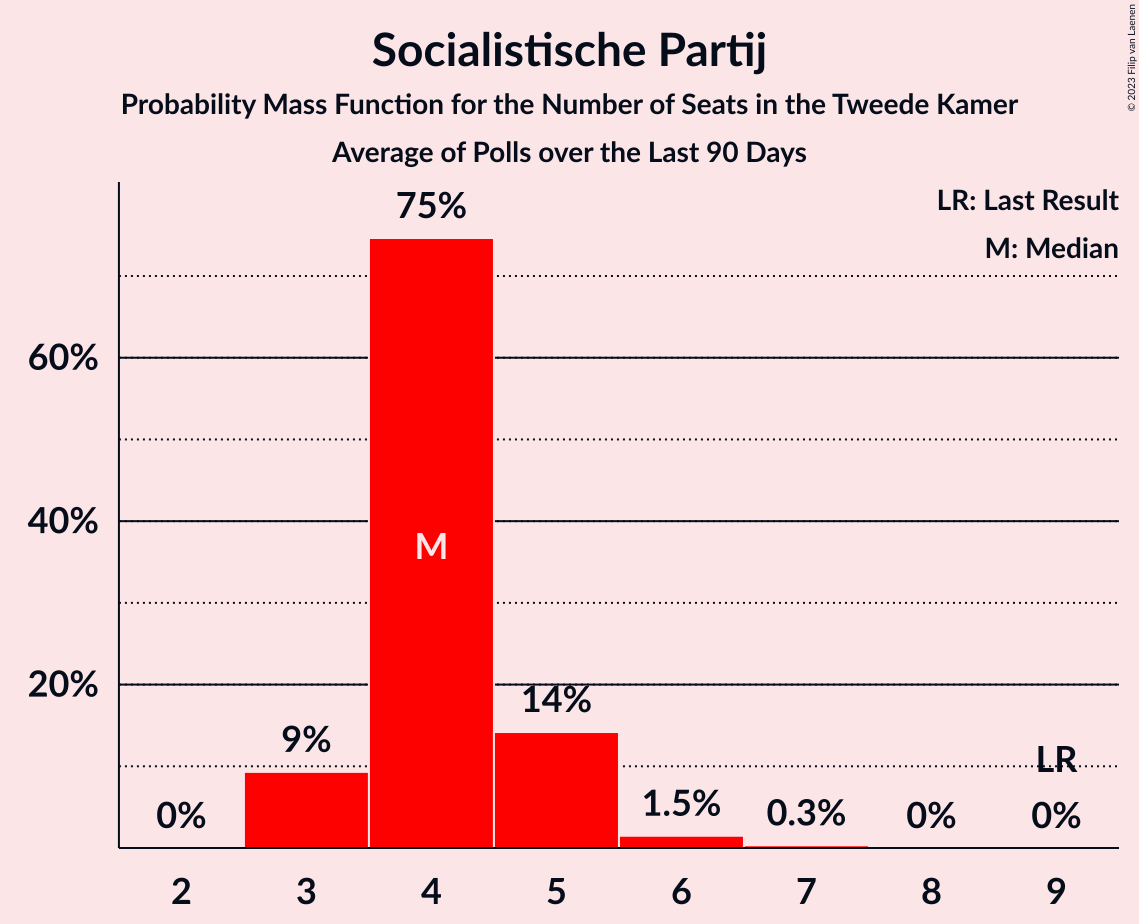 Socialistische Partij
Probability Mass Function for the Number of Seats in the Tweede Kamer
Average of Polls over the Last 90 Days
© 2023 Filip van Laenen
LR: Last Result
M: Median
75%
60%
40%
M
20%
14%
9%
LR
0%
1.5%
0.3%
0%
0%
2 3 4 5 6 7 8 9